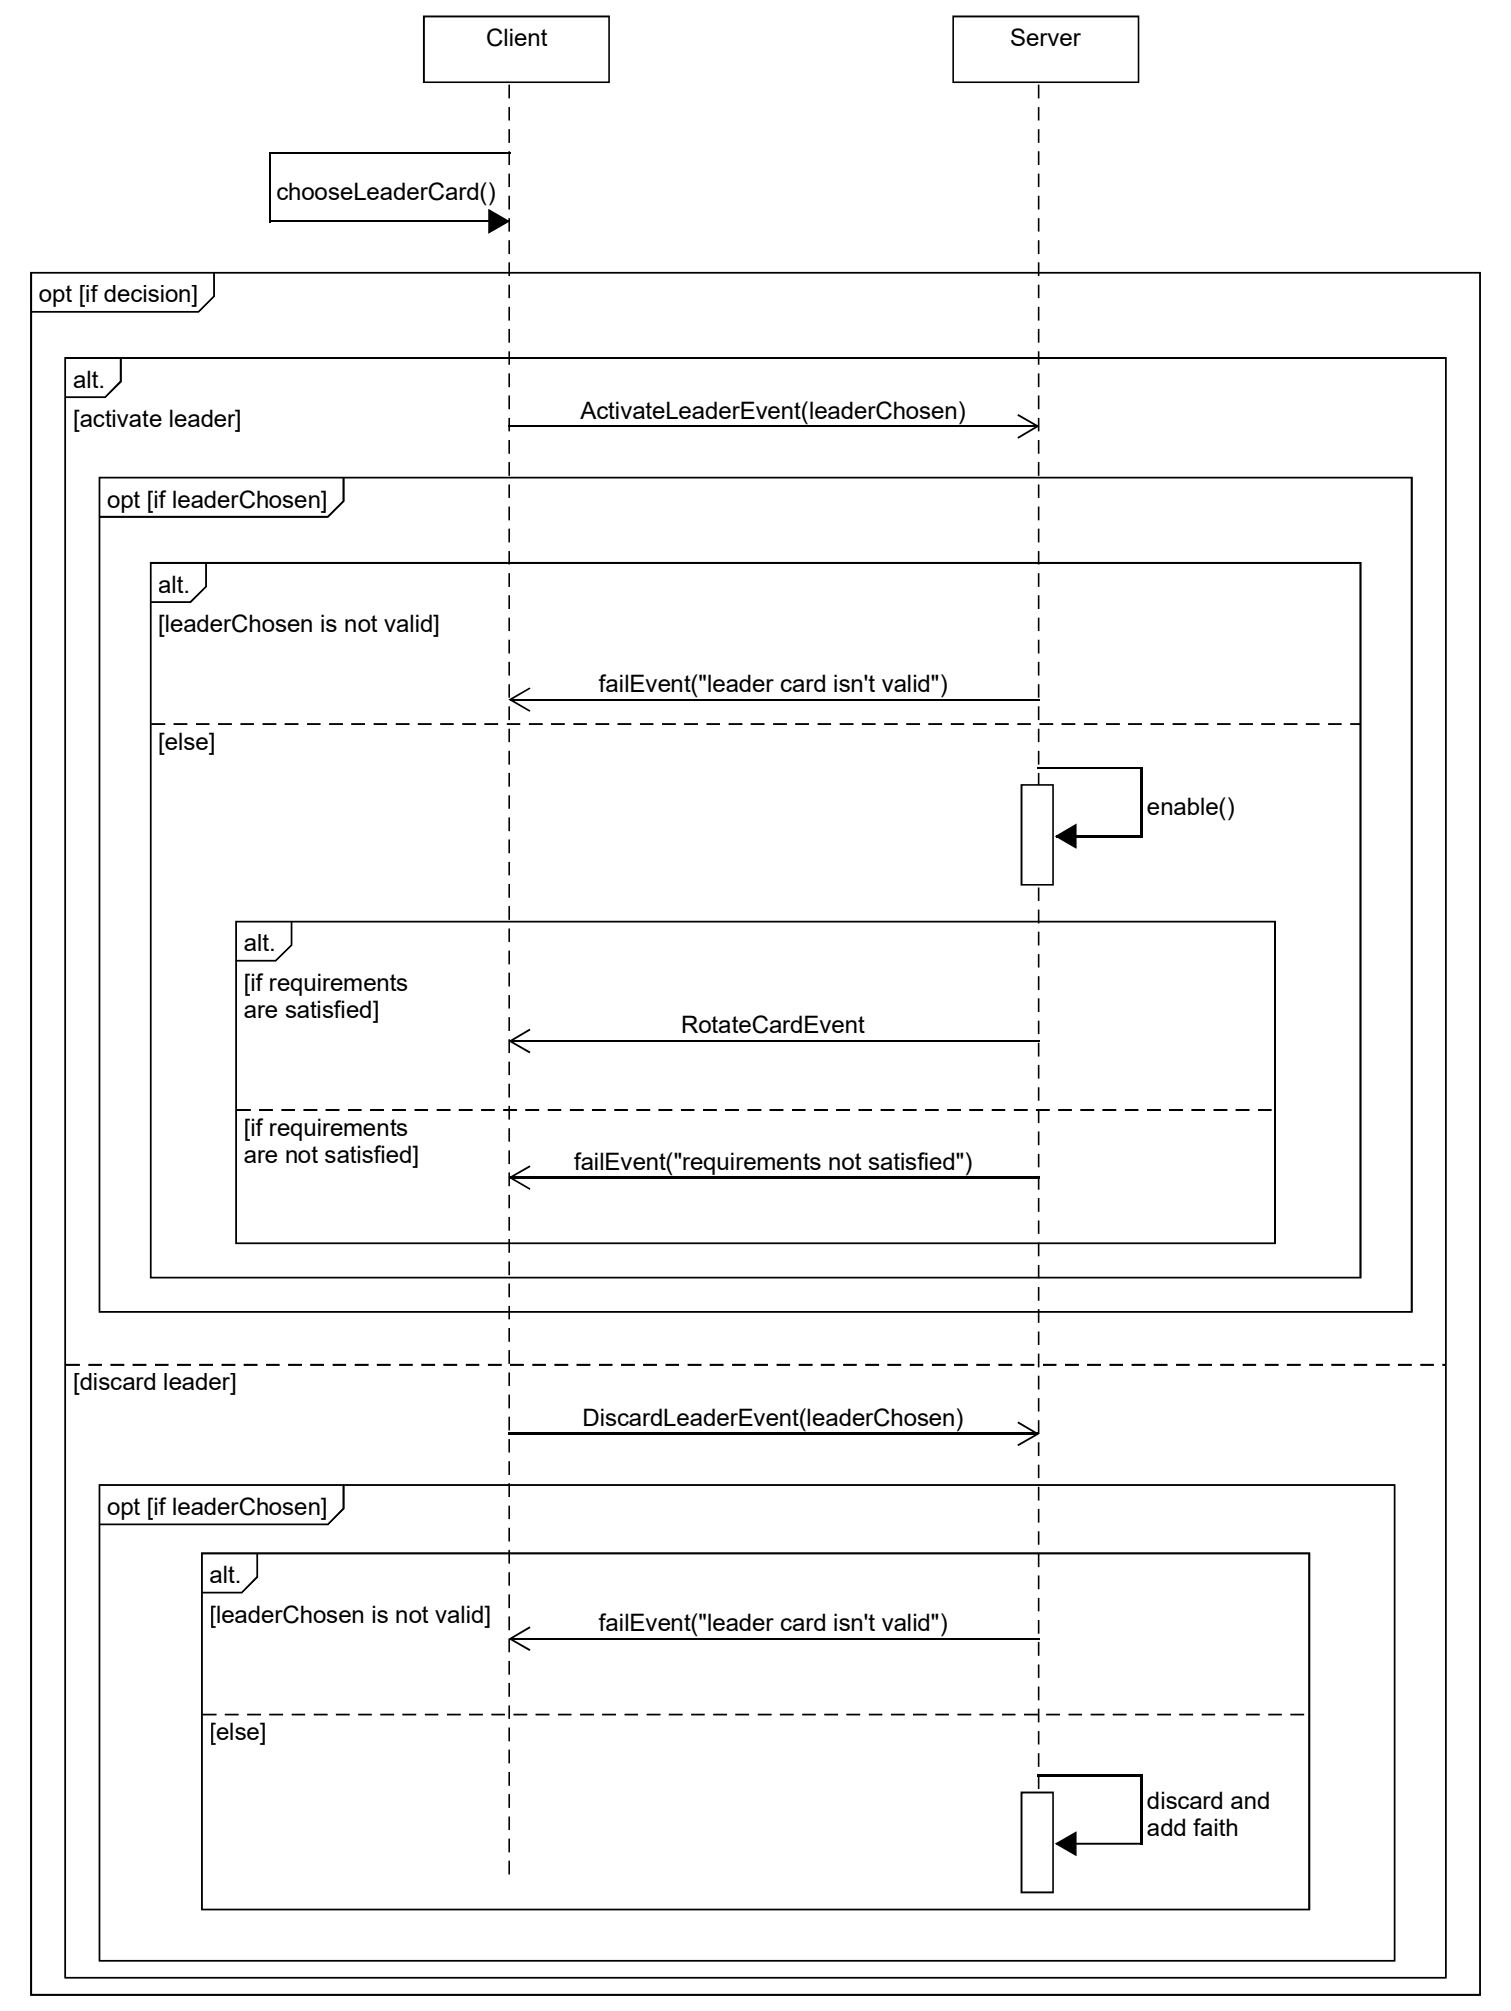 Client
Server
chooseLeaderCard()
opt [if decision]
alt.
[activate leader]
ActivateLeaderEvent(leaderChosen)
opt [if leaderChosen]
alt.
[leaderChosen is not valid]
failEvent("leader card isn't valid")
[else]
enable()
alt.
[if requirements
are satisfied]
RotateCardEvent
[if requirements
are not satisfied]
failEvent("requirements not satisfied")
[discard leader]
DiscardLeaderEvent(leaderChosen)
opt [if leaderChosen]
alt.
[leaderChosen is not valid]
failEvent("leader card isn't valid")
[else]
discard and
add faith